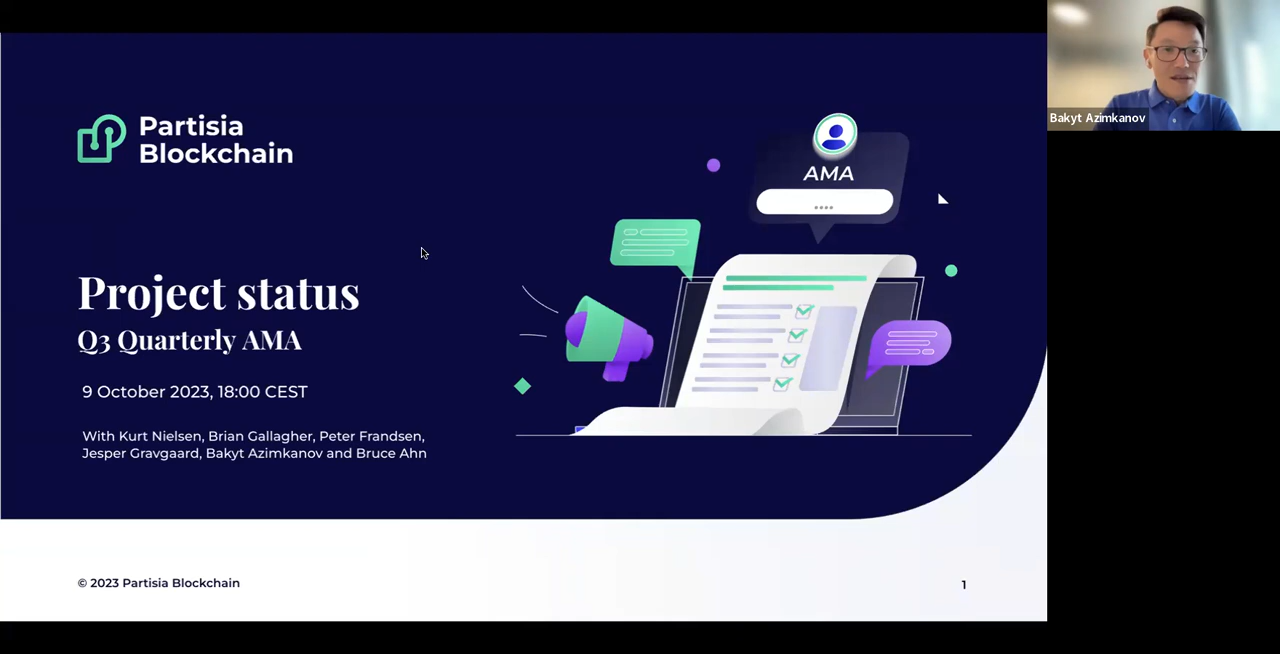 Partisia
Blockchain
Project status
Q3 Quarterly AMA
9 October 2023, 18:00 CEST
With Kurt Nielsen, Brian Gallagher, Peter Frandsen,
Jesper Gravgaard, Bakyt Azimkanov and Bruce Ahn
AMA
© 2023 Partisia Blockchain
1
Bakyt Azimkanov